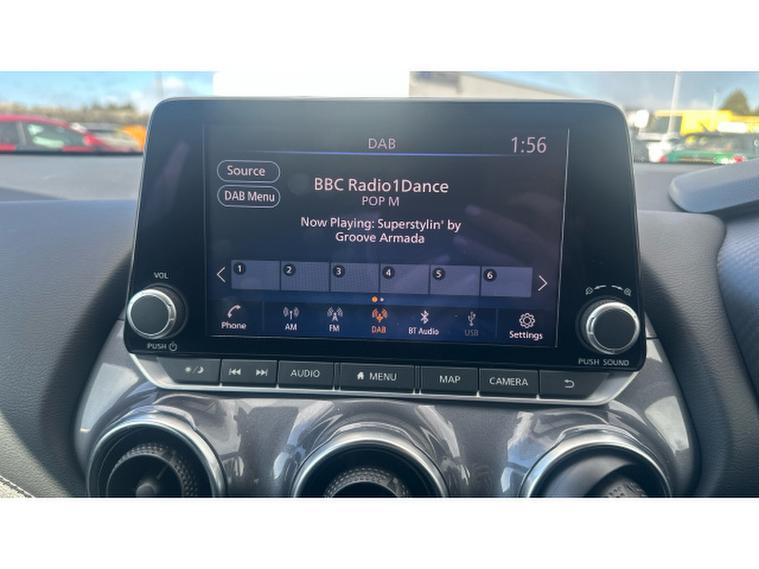 DAB 1:56
Source
DAB Menu
BBC Radio1Dance
POP M
Now Playing: Superstylin' by
Groove Armada
1 2 3 4 5 6
VOL
PUSH
Phone AM FM DAB BT Audio USB Settings
PUSH SOUND
AUDIO MENU MAP CAMERA